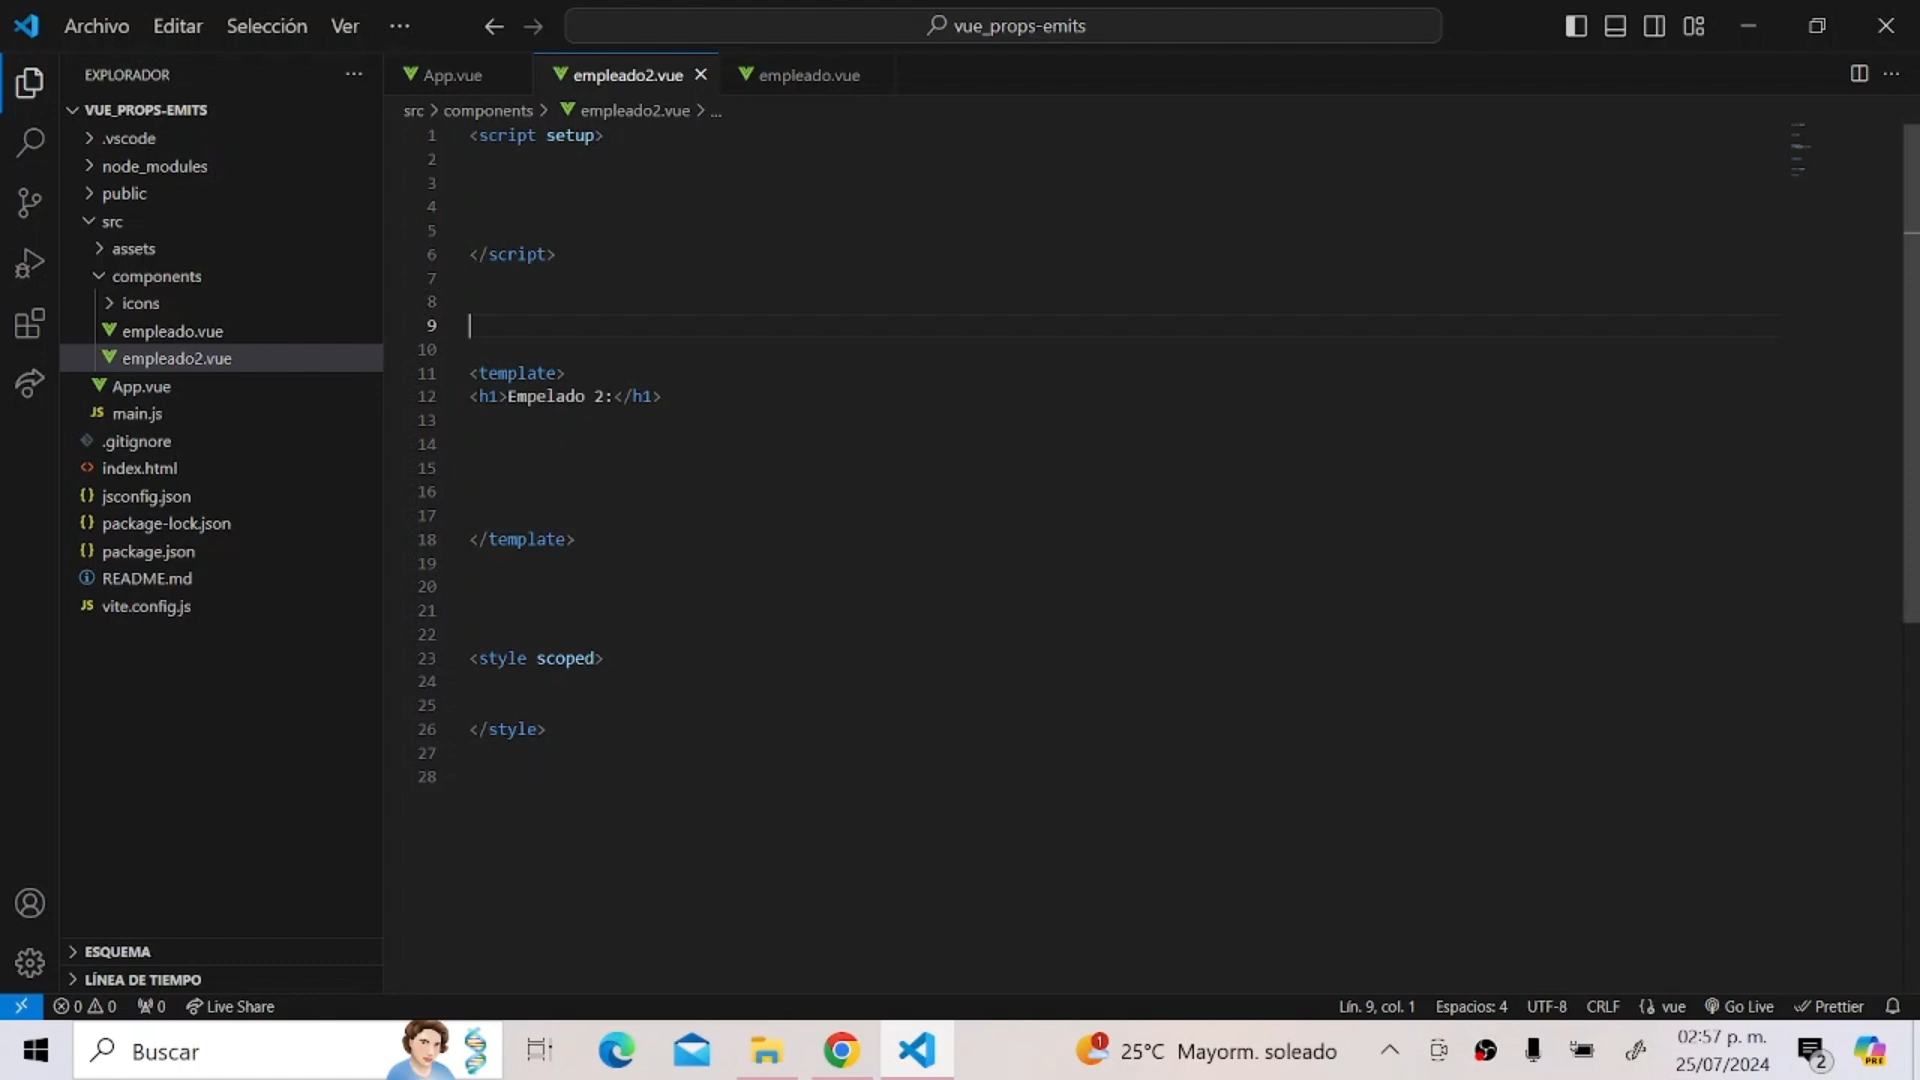 Archivo Editar Selección Ver ···
vue_props-emits
EXPLORADOR ···
VUE_PROPS-EMITS
.vscode
node_modules
public
src
assets
components
icons
empleado.vue
empleado2.vue
App.vue
JS main.js
.gitignore
<> index.html
{} jsconfig.json
{} package-lock.json
{} package.json
README.md
JS vite.config.js
ESQUEMA
LÍNEA DE TIEMPO
App.vue empleado2.vue empleado.vue ···
src > components > empleado2.vue > ...
1 <script setup>
2
3
4
5
6 </script>
7
8
9
10
11 <template>
12 <h1>Empelado 2:</h1>
13
14
15
16
17
18 </template>
19
20
21
22
23 <style scoped>
24
25
26 </style>
27
28
0 0 0 Live Share Lín. 9, col. 1 Espacios: 4 UTF-8 CRLF {} vue Go Live Prettier
Buscar 1 25°C Mayorm. soleado 02:57 p. m. 2 PRE
25/07/2024